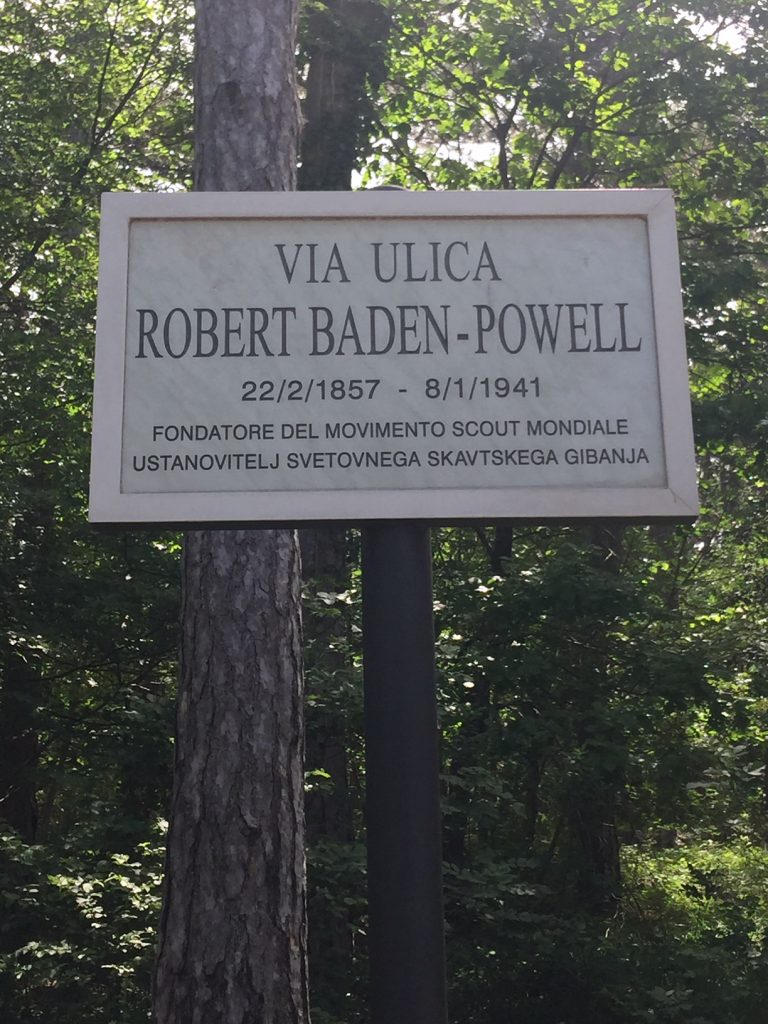 VIA ULICA
ROBERT BADEN-POWELL
22/2/1857 - 8/1/1941
FONDATORE DEL MOVIMENTO SCOUT MONDIALE
USTANOVITELJ SVETOVNEGA SKAVTSKEGA GIBANJA